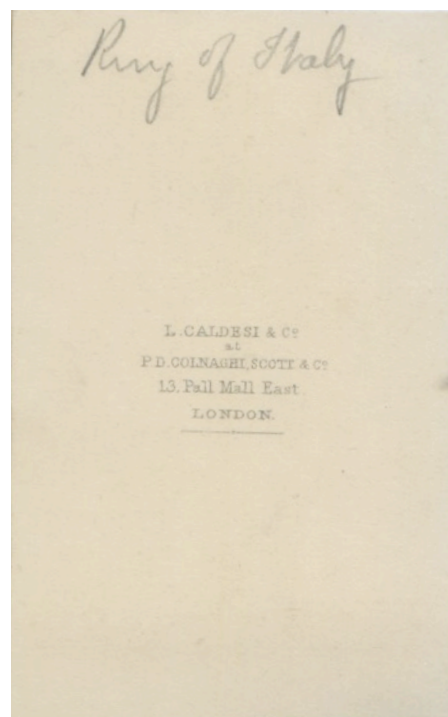 King of Italy
L. CALDESI & Cº
at
P. D. COLNAGHI, SCOTT & Cº
13. Pall Mall East
LONDON.